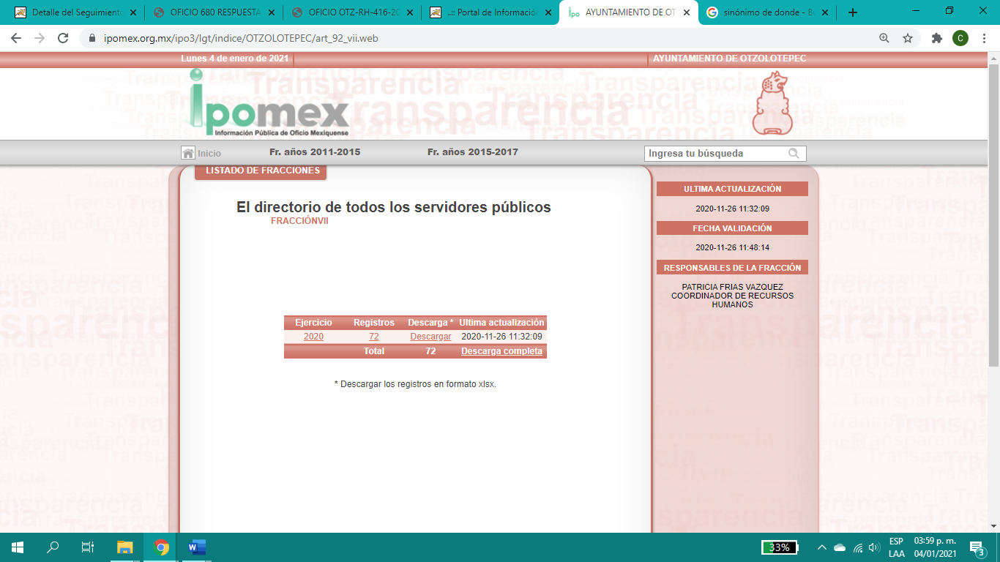 Detalle del Seguimiento
OFICIO 680 RESPUESTA
OFICIO OTZ-RH-416-20
..:: Portal de Información
AYUNTAMIENTO DE OT
sinónimo de donde - Bu
ipomex.org.mx/ipo3/lgt/indice/OTZOLOTEPEC/art_92_vii.web
C
Lunes 4 de enero de 2021
AYUNTAMIENTO DE OTZOLOTEPEC
Transparencia
ipomex
Información Pública de Oficio Mexiquense
Inicio
Fr. años 2011-2015
Fr. años 2015-2017
Ingresa tu búsqueda
LISTADO DE FRACCIONES
El directorio de todos los servidores públicos
FRACCIÓNVII
Ejercicio Registros Descarga * Ultima actualización
2020 72 Descargar 2020-11-26 11:32:09
Total 72 Descarga completa
* Descargar los registros en formato xlsx.
ULTIMA ACTUALIZACIÓN
2020-11-26 11:32:09
FECHA VALIDACIÓN
2020-11-26 11:48:14
RESPONSABLES DE LA FRACCIÓN
PATRICIA FRIAS VAZQUEZ
COORDINADOR DE RECURSOS
HUMANOS
33%
ESP
LAA
03:59 p. m.
04/01/2021
3